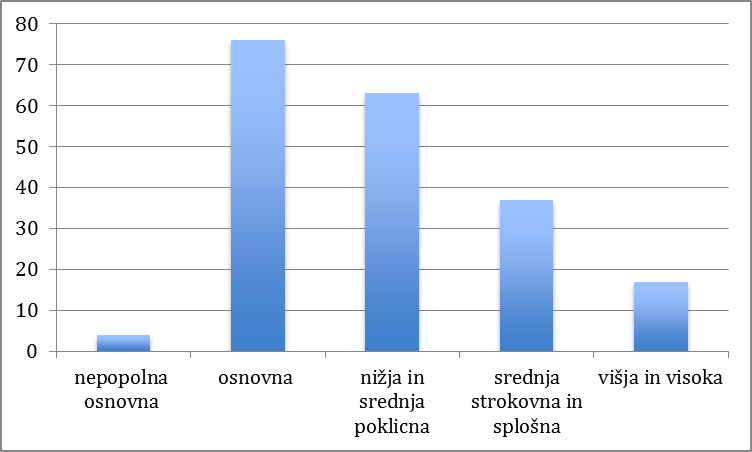 80
70
60
50
40
30
20
10
0
nepopolna
osnovna
osnovna
nižja in
srednja
poklicna
srednja
strokovna in
splošna
višja in visoka